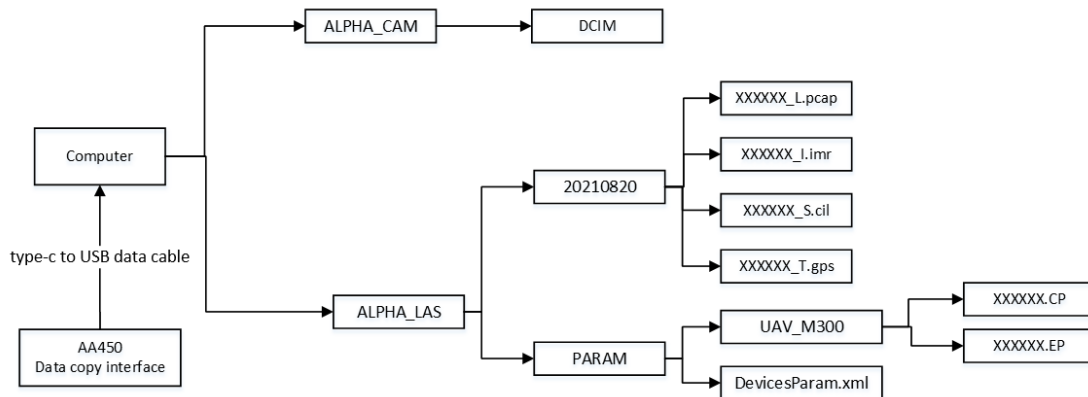 ALPHA_CAM
DCIM
XXXXXX_L.pcap
Computer
XXXXXX_I.imr
20210820
XXXXXX_S.cil
type-c to USB data cable
XXXXXX_T.gps
ALPHA_LAS
XXXXXX.CP
UAV_M300
AA450
Data copy interface
PARAM
XXXXXX.EP
DevicesParam.xml